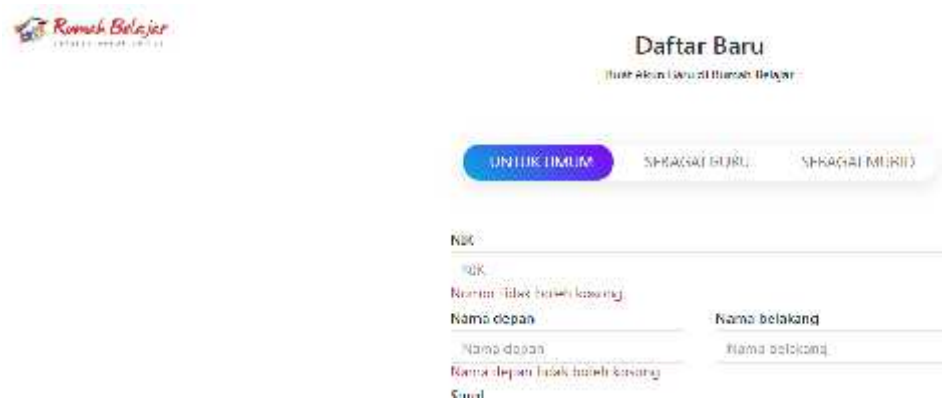 Rumah Belajar
Daftar Baru
Buat Akun Baru di Rumah Belajar
UNTUK UMUM
SEBAGAI GURU
SEBAGAI MURID
NIK
NIK
Nomor tidak boleh kosong
Nama depan
Nama belakang
Nama depan
Nama belakang
Nama depan tidak boleh kosong